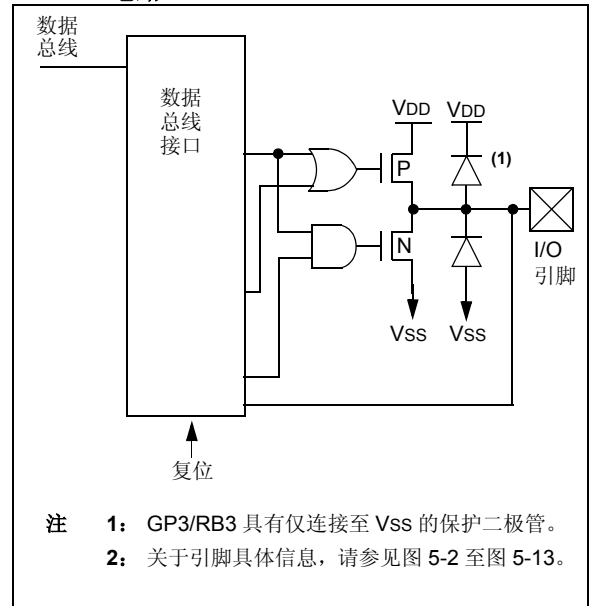 数据
总线
数据
总线
接口
VDD VDD
(1)
P
N
I/O
引脚
VSS VSS
复位
注 1： GP3/RB3 具有仅连接至 VSS 的保护二极管。
2： 关于引脚具体信息，请参见图 5-2 至图 5-13。